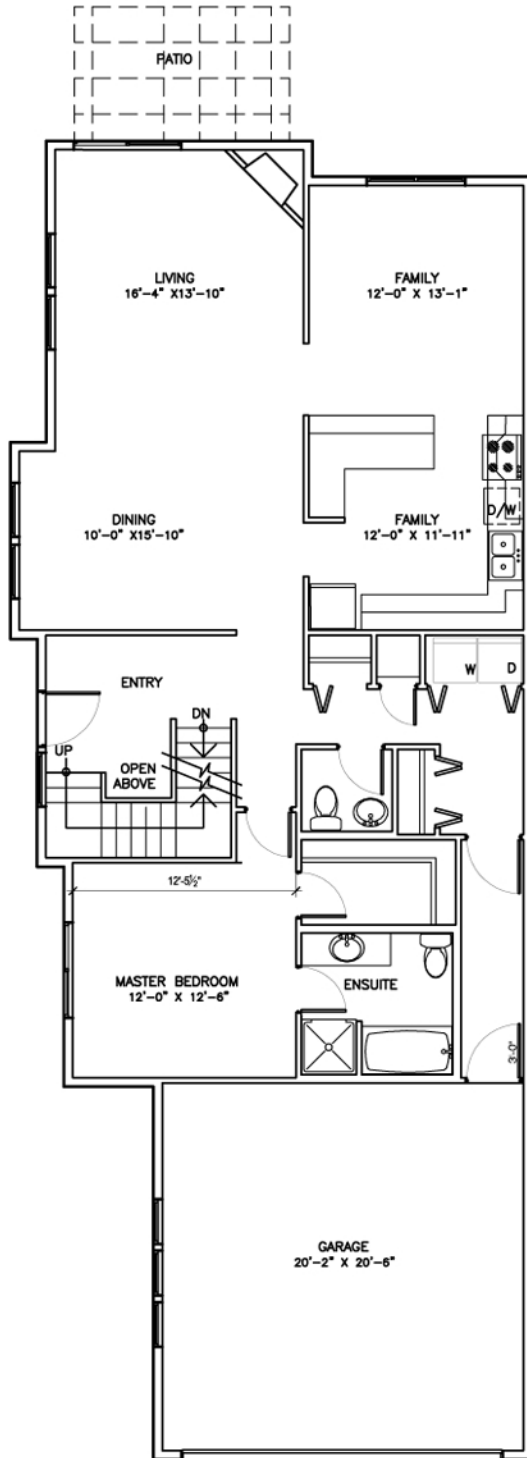 PATIO
LIVING
16'-4" X13'-10"
FAMILY
12'-0" X 13'-1"
DINING
10'-0" X15'-10"
FAMILY
12'-0" X 11'-11"
D/W
ENTRY
W
D
DN
UP
OPEN
ABOVE
12'-5½"
MASTER BEDROOM
12'-0" X 12'-6"
ENSUITE
3'-0"
GARAGE
20'-2" X 20'-6"